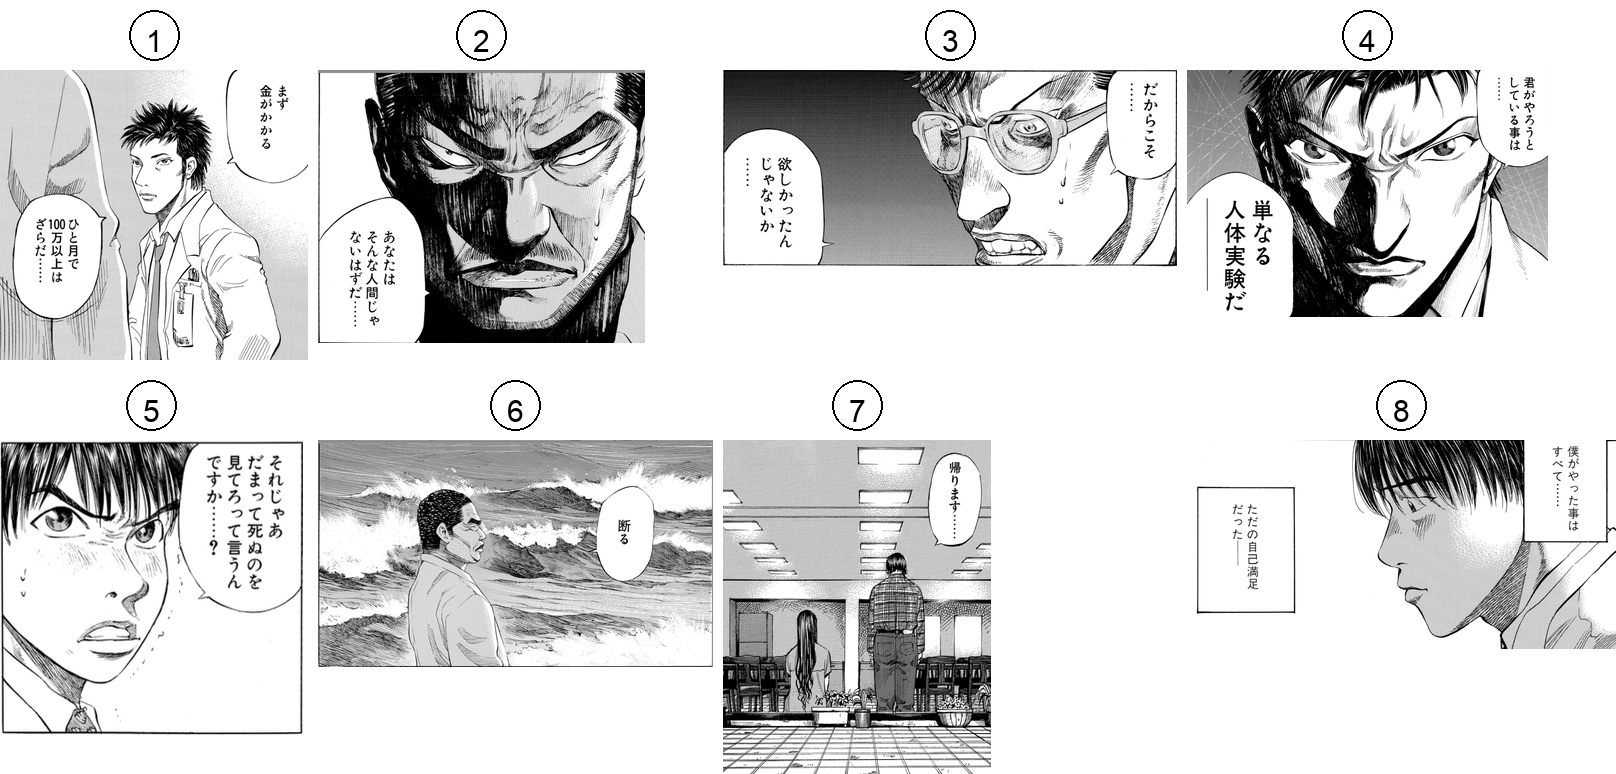 1
まず
金がかかる
ひと月で
100万以上は
ざらだ……
2
あなたは
そんな人間じゃ
ないはずだ……
3
だからこそ
……
欲しかったん
じゃないか
……
4
君がやろうと
している事は
……
単なる
人体実験だ
5
それじゃあ
だまって死ぬのを
見てろって言うん
ですか……？
6
断る
7
帰ります……
8
僕がやった事は
すべて……
ただの自己満足
だった――